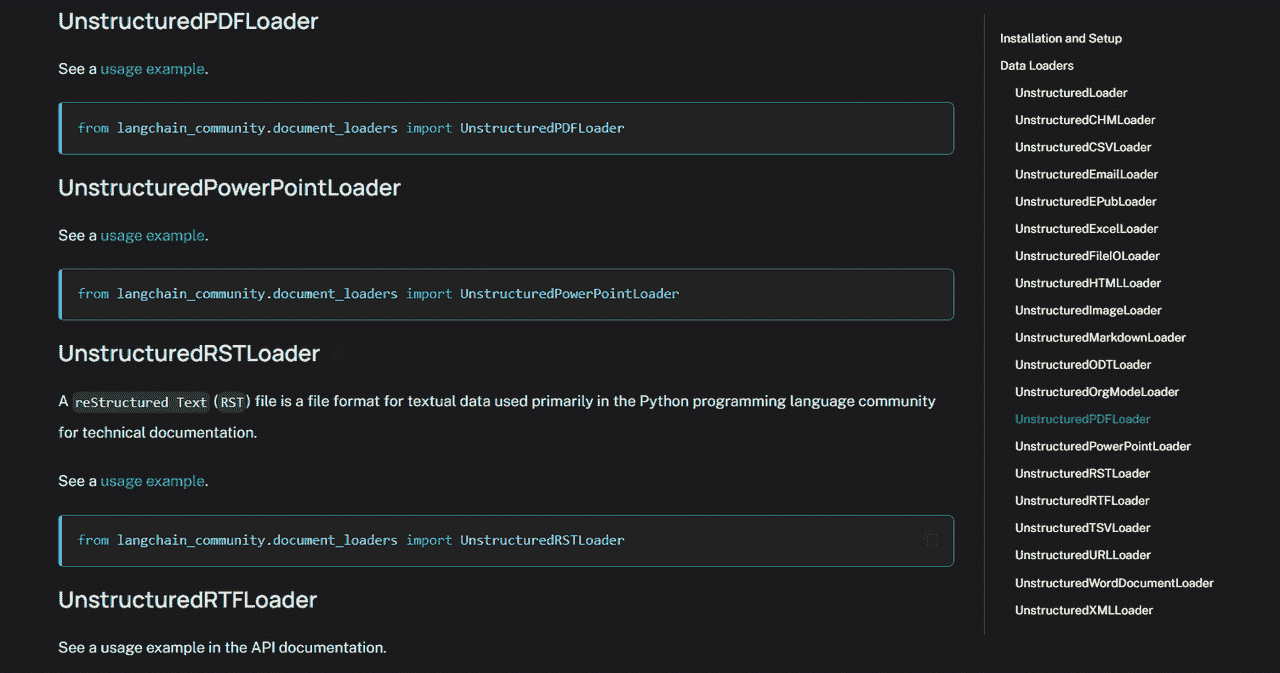 UnstructuredPDFLoader
See a usage example.
from langchain_community.document_loaders import UnstructuredPDFLoader
UnstructuredPowerPointLoader
See a usage example.
from langchain_community.document_loaders import UnstructuredPowerPointLoader
UnstructuredRSTLoader
A reStructured Text (RST) file is a file format for textual data used primarily in the Python programming language community
for technical documentation.
See a usage example.
from langchain_community.document_loaders import UnstructuredRSTLoader
UnstructuredRTFLoader
See a usage example in the API documentation.
Installation and Setup
Data Loaders
UnstructuredLoader
UnstructuredCHMLoader
UnstructuredCSVLoader
UnstructuredEmailLoader
UnstructuredEPubLoader
UnstructuredExcelLoader
UnstructuredFileIOLoader
UnstructuredHTMLLoader
UnstructuredImageLoader
UnstructuredMarkdownLoader
UnstructuredODTLoader
UnstructuredOrgModeLoader
UnstructuredPDFLoader
UnstructuredPowerPointLoader
UnstructuredRSTLoader
UnstructuredRTFLoader
UnstructuredTSVLoader
UnstructuredURLLoader
UnstructuredWordDocumentLoader
UnstructuredXMLLoader